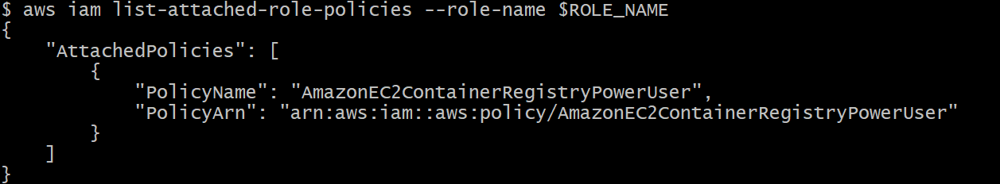 $ aws iam list-attached-role-policies --role-name $ROLE_NAME
{
    "AttachedPolicies": [
        {
            "PolicyName": "AmazonEC2ContainerRegistryPowerUser",
            "PolicyArn": "arn:aws:iam::aws:policy/AmazonEC2ContainerRegistryPowerUser"
        }
    ]
}